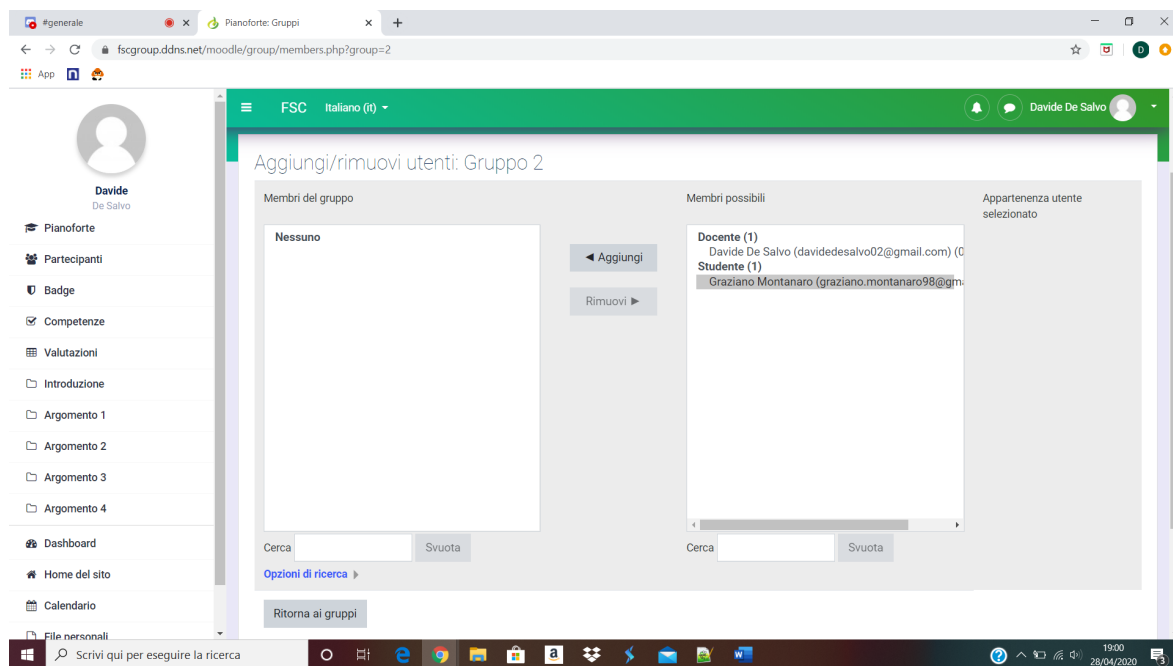 #generale
Pianoforte: Gruppi
fscgroup.ddns.net/moodle/group/members.php?group=2
D
App
n
FSC Italiano (it)
Davide De Salvo
Davide
De Salvo
Pianoforte
Partecipanti
Badge
Competenze
Valutazioni
Introduzione
Argomento 1
Argomento 2
Argomento 3
Argomento 4
Dashboard
Home del sito
Calendario
File personali
Aggiungi/rimuovi utenti: Gruppo 2
Membri del gruppo
Nessuno
◄ Aggiungi
Rimuovi ►
Membri possibili
Docente (1)
Davide De Salvo (davidedesalvo02@gmail.com) (0
Studente (1)
Graziano Montanaro (graziano.montanaro98@gm
Appartenenza utente
selezionato
Cerca
Svuota
Cerca
Svuota
Opzioni di ricerca
Ritorna ai gruppi
Scrivi qui per eseguire la ricerca
19:00
28/04/2020